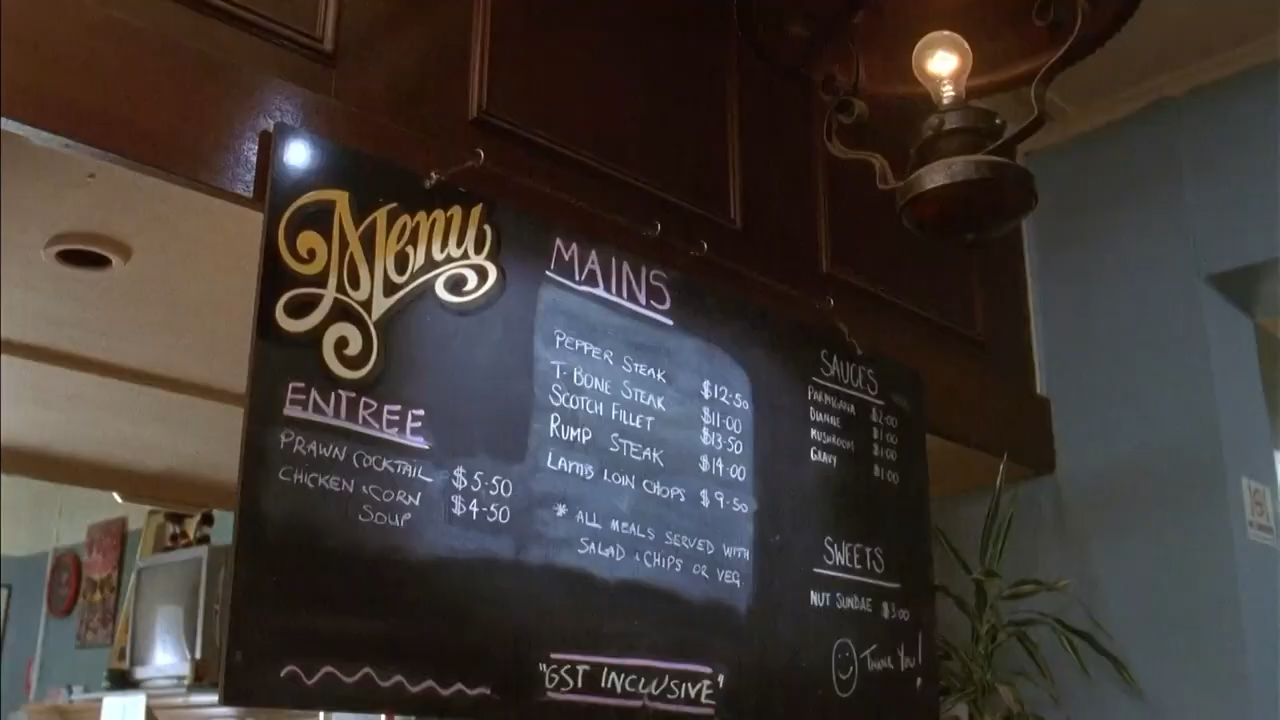 Menu
ENTREE
PRAWN COCKTAIL $5.50
CHICKEN & CORN SOUP $4.50
MAINS
PEPPER STEAK $12.50
T-BONE STEAK $11.00
SCOTCH FILLET $13.50
RUMP STEAK $14.00
LAMB LOIN CHOPS $9.50
* ALL MEALS SERVED WITH
SALAD & CHIPS OR VEG.
"GST INCLUSIVE"
SAUCES
PARMIGANA $2.00
DIANNE $1.00
MUSHROOM $1.00
GRAVY $1.00
SWEETS
NUT SUNDAE $3.00
THANK YOU!